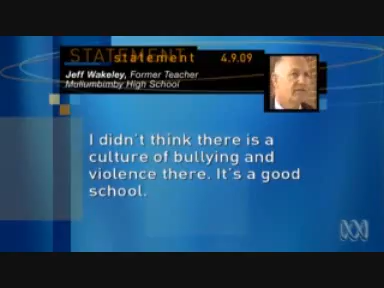 STATEMENT
statement 4.9.09
Jeff Wakeley, Former Teacher
Mullumbimby High School
I didn't think there is a
culture of bullying and
violence there. It's a good
school.